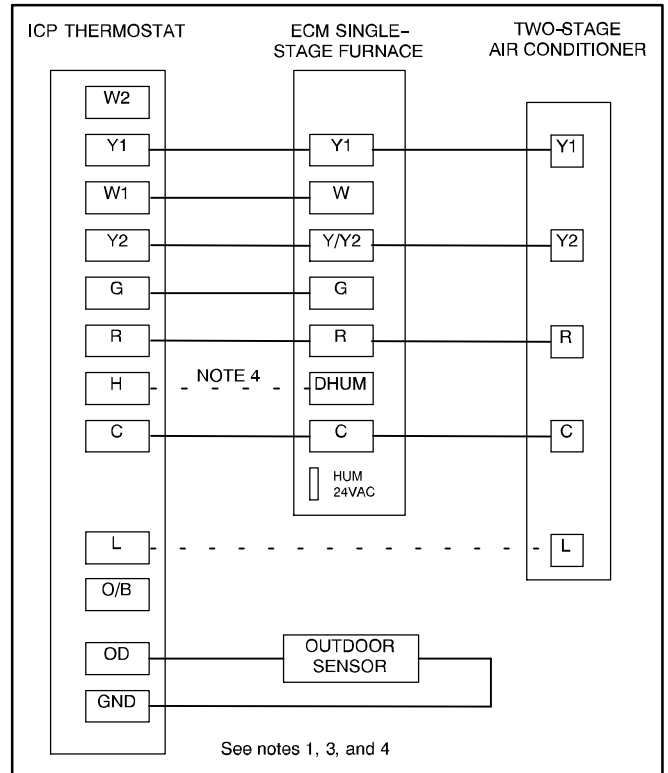 ICP THERMOSTAT
ECM SINGLE-
STAGE FURNACE
TWO-STAGE
AIR CONDITIONER
W2
Y1 Y1 Y1
W1 W
Y2 Y/Y2 Y2
G G
R R R
H NOTE 4 DHUM
C C C
HUM
24VAC
L L
O/B
OD OUTDOOR
SENSOR
GND
See notes 1, 3, and 4